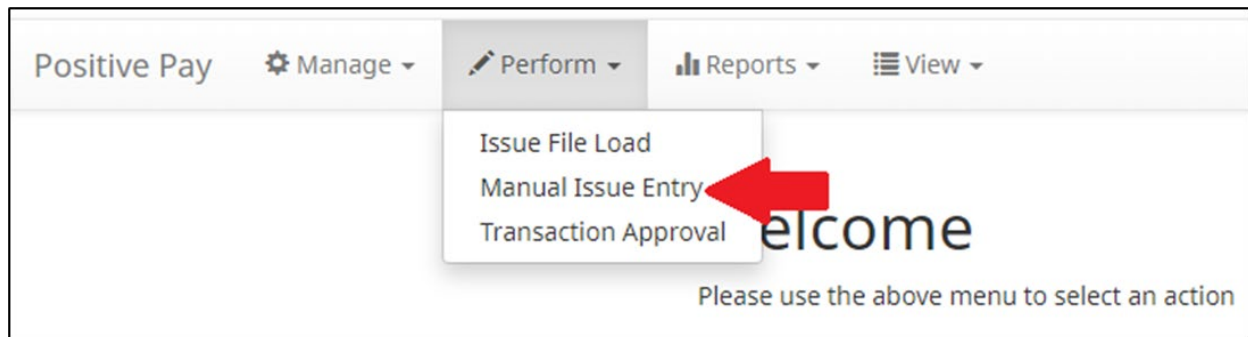 Positive Pay Manage Perform Reports View
Issue File Load
Manual Issue Entry
Transaction Approval
elcome
Please use the above menu to select an action